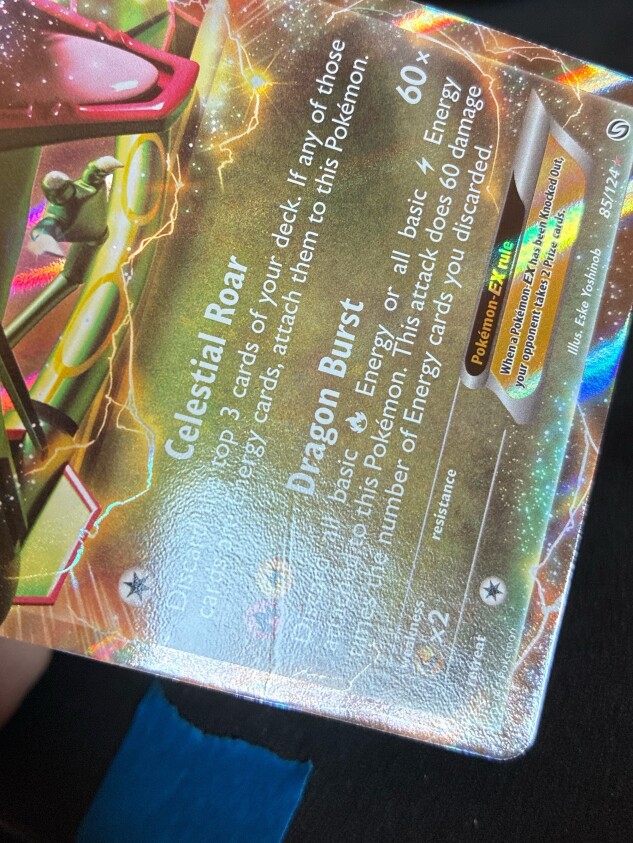 Celestial Roar
Discard the top 3 cards of your deck. If any of those
cards are Energy cards, attach them to this Pokémon.
Dragon Burst 60×
Discard all basic Energy or all basic Energy
attached to this Pokémon. This attack does 60 damage
times the number of Energy cards you discarded.
weakness
×2
resistance
retreat
Pokémon-EX rule
When a Pokémon-EX has been Knocked Out,
your opponent takes 2 Prize cards.
Illus. Eske Yoshinob
85/124